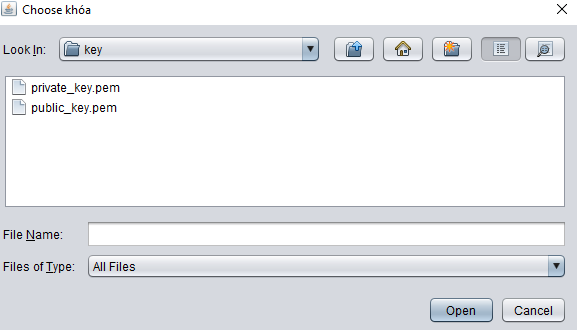 Choose khóa
Look In: key
private_key.pem
public_key.pem
File Name:
Files of Type: All Files
Open Cancel